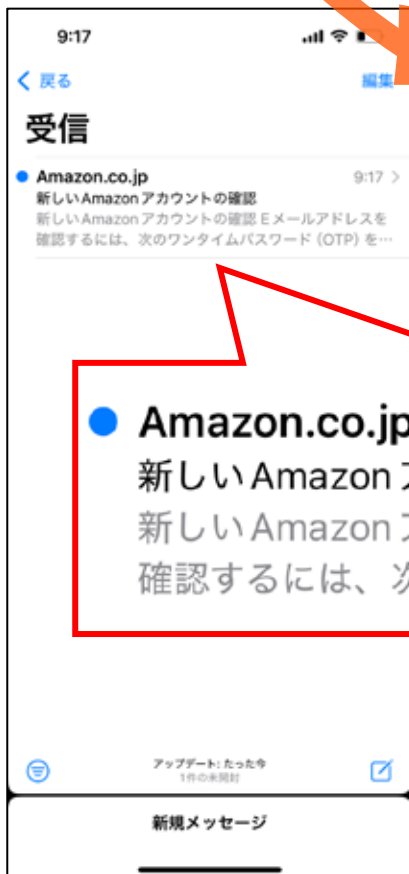 9:17
戻る
編集
受信
Amazon.co.jp 9:17
新しいAmazonアカウントの確認
新しいAmazonアカウントの確認 Eメールアドレスを
確認するには、次のワンタイムパスワード (OTP) を…
Amazon.co.jp
新しいAmazon ア
新しいAmazon ア
確認するには、次
アップデート: たった今
1件の未開封
新規メッセージ